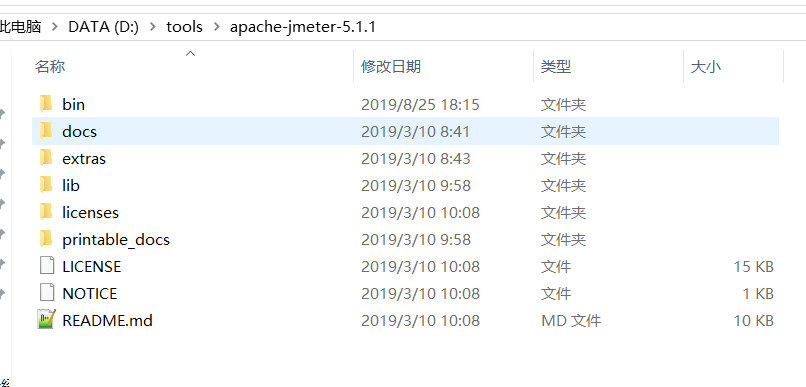 此电脑 > DATA (D:) > tools > apache-jmeter-5.1.1
名称 修改日期 类型 大小
bin 2019/8/25 18:15 文件夹
docs 2019/3/10 8:41 文件夹
extras 2019/3/10 8:43 文件夹
lib 2019/3/10 9:58 文件夹
licenses 2019/3/10 10:08 文件夹
printable_docs 2019/3/10 9:58 文件夹
LICENSE 2019/3/10 10:08 文件 15 KB
NOTICE 2019/3/10 10:08 文件 1 KB
README.md 2019/3/10 10:08 MD 文件 10 KB